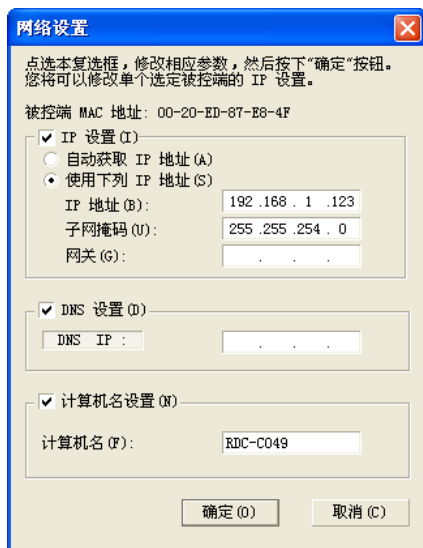 网络设置
点选本复选框，修改相应参数，然后按下“确定”按钮。
您将可以修改单个选定被控端的 IP 设置。
被控端 MAC 地址: 00-20-ED-87-E8-4F
IP 设置(I)
自动获取 IP 地址(A)
使用下列 IP 地址(S)
IP 地址(B): 192 .168 . 1 .123
子网掩码(U): 255 .255 .254 . 0
网关(G): . . .
DNS 设置(D)
DNS IP : . . .
计算机名设置(N)
计算机名(F): RDC-C049
确定(O) 取消(C)